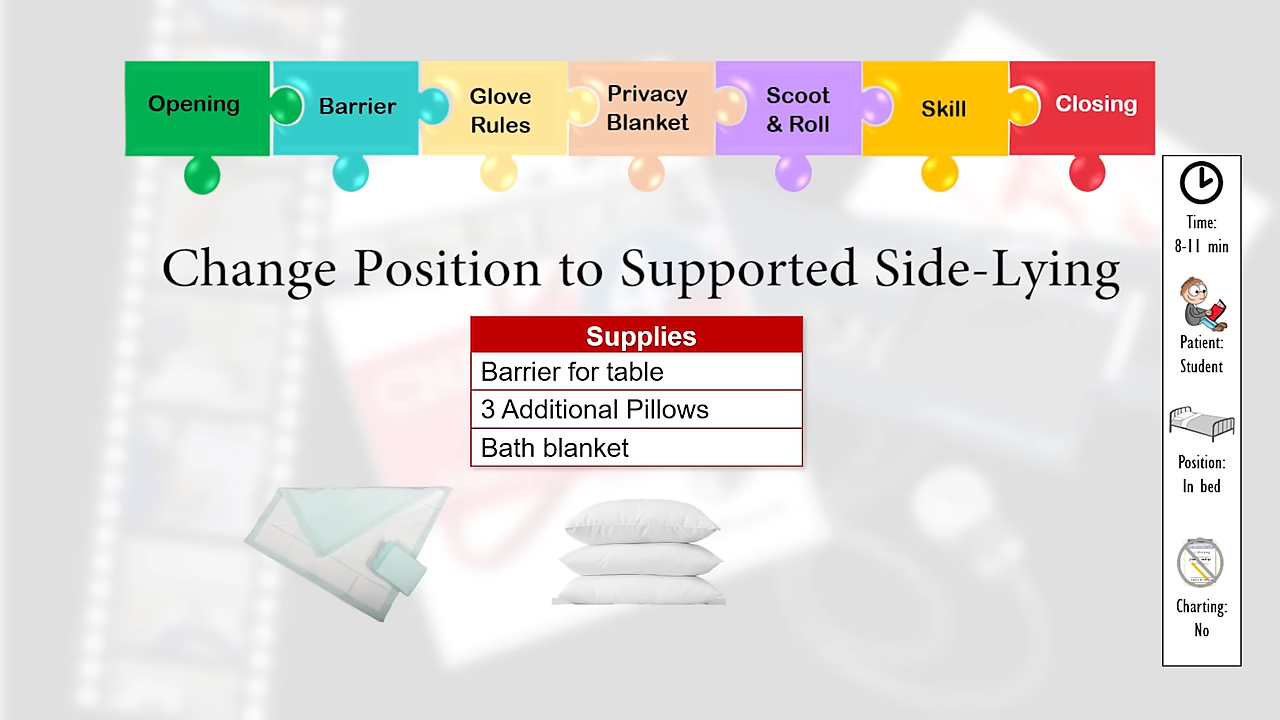 Opening
Barrier
Glove
Rules
Privacy
Blanket
Scoot
& Roll
Skill
Closing
Change Position to Supported Side-Lying
Supplies
Barrier for table
3 Additional Pillows
Bath blanket
Time:
8-11 min
Patient:
Student
Position:
In bed
Charting:
No